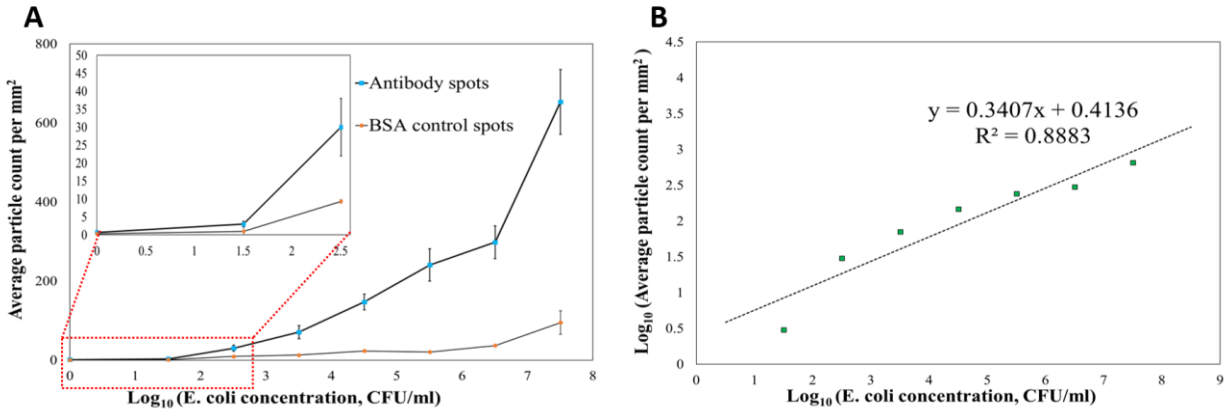 A
Average particle count per mm²
800
600
400
200
0
50
45
40
35
30
25
20
15
10
5
0
0 0.5 1 1.5 2 2.5
Antibody spots
BSA control spots
0 1 2 3 4 5 6 7 8
Log₁₀ (E. coli concentration, CFU/ml)
B
Log₁₀ (Average particle count per mm²)
4.5
4
3.5
3
2.5
2
1.5
1
0.5
0
y = 0.3407x + 0.4136
R² = 0.8883
0 1 2 3 4 5 6 7 8 9
Log₁₀ (E. coli concentration, CFU/ml)